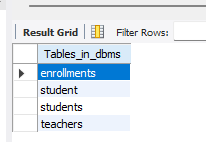 Result Grid Filter Rows:
Tables_in_dbms
enrollments
student
students
teachers